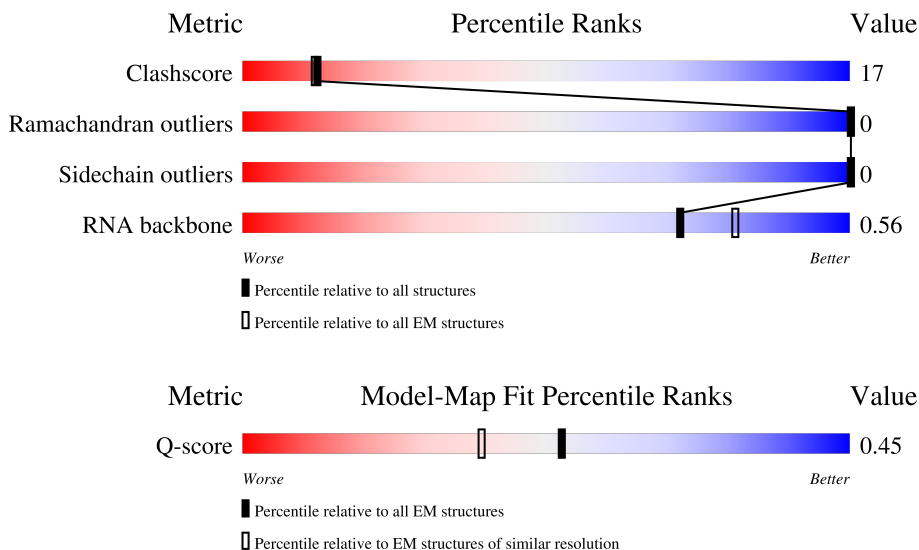 Metric Percentile Ranks Value
Clashscore 17
Ramachandran outliers 0
Sidechain outliers 0
RNA backbone 0.56
Worse Better
Percentile relative to all structures
Percentile relative to all EM structures
Metric Model-Map Fit Percentile Ranks Value
Q-score 0.45
Worse Better
Percentile relative to all EM structures
Percentile relative to EM structures of similar resolution